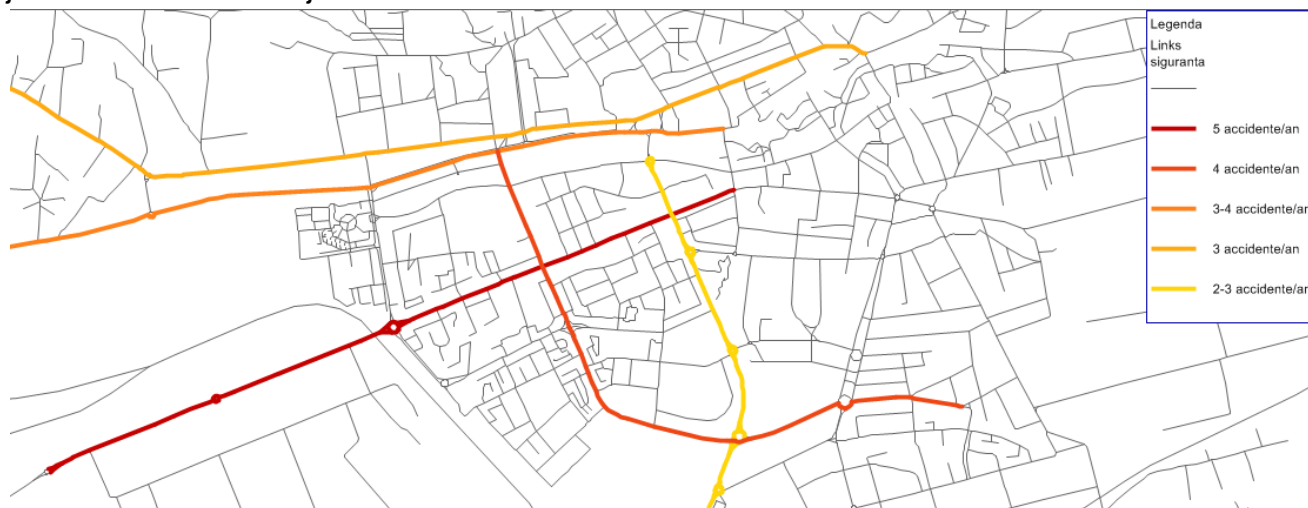 Legenda
Links
siguranta
5 accidente/an
4 accidente/an
3-4 accidente/an
3 accidente/an
2-3 accidente/an